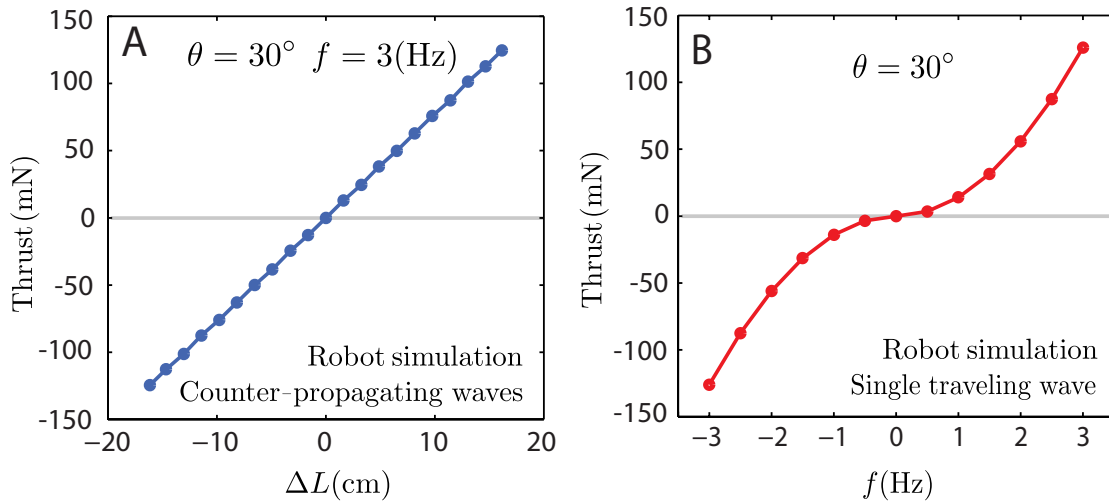 A
θ = 30° f = 3(Hz)
Thrust (mN)
150
100
50
0
-50
-100
-150
−20
−10
0
10
20
ΔL(cm)
Robot simulation
Counter-propagating waves
B
θ = 30°
Thrust (mN)
150
100
50
0
-50
-100
-150
−3
−2
−1
0
1
2
3
f(Hz)
Robot simulation
Single traveling wave